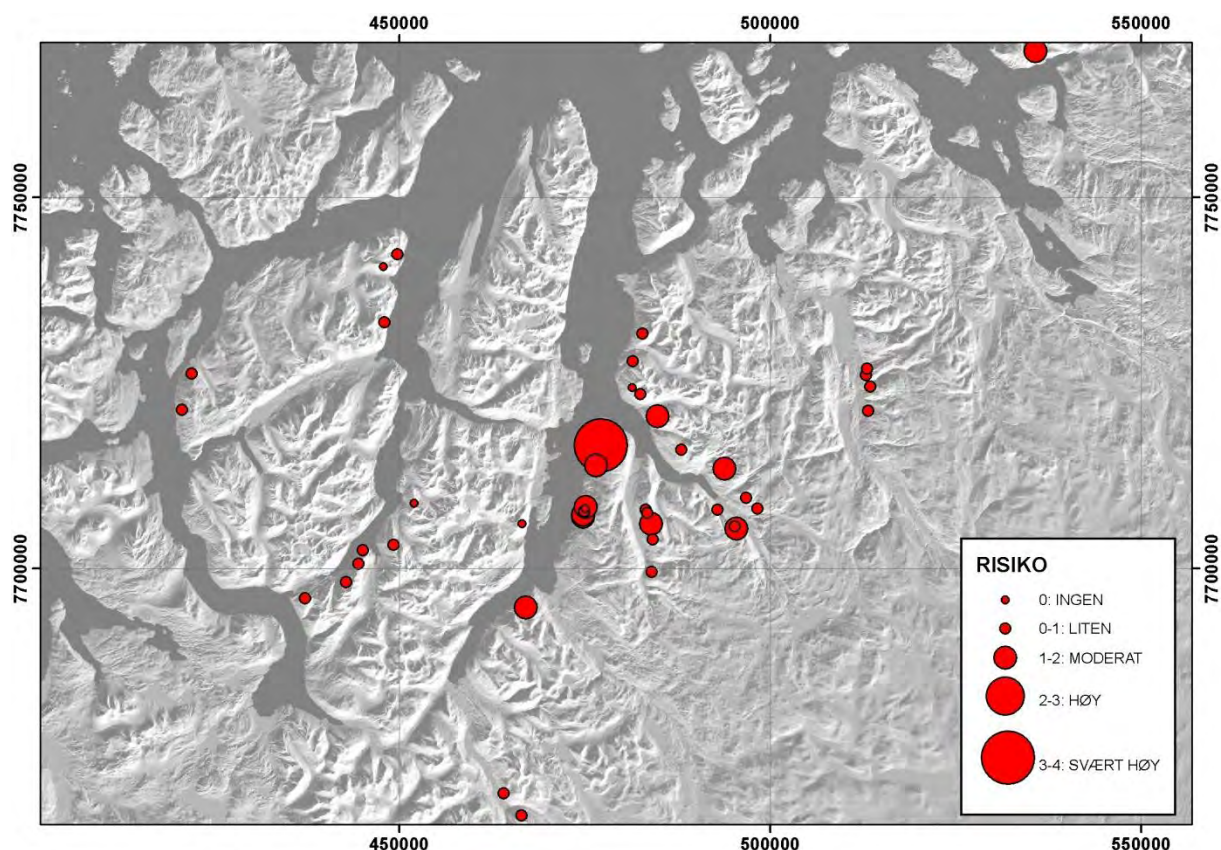 450000 500000 550000
7750000 7750000
7700000 7700000
RISIKO
0: INGEN
0-1: LITEN
1-2: MODERAT
2-3: HØY
3-4: SVÆRT HØY
450000 500000 550000